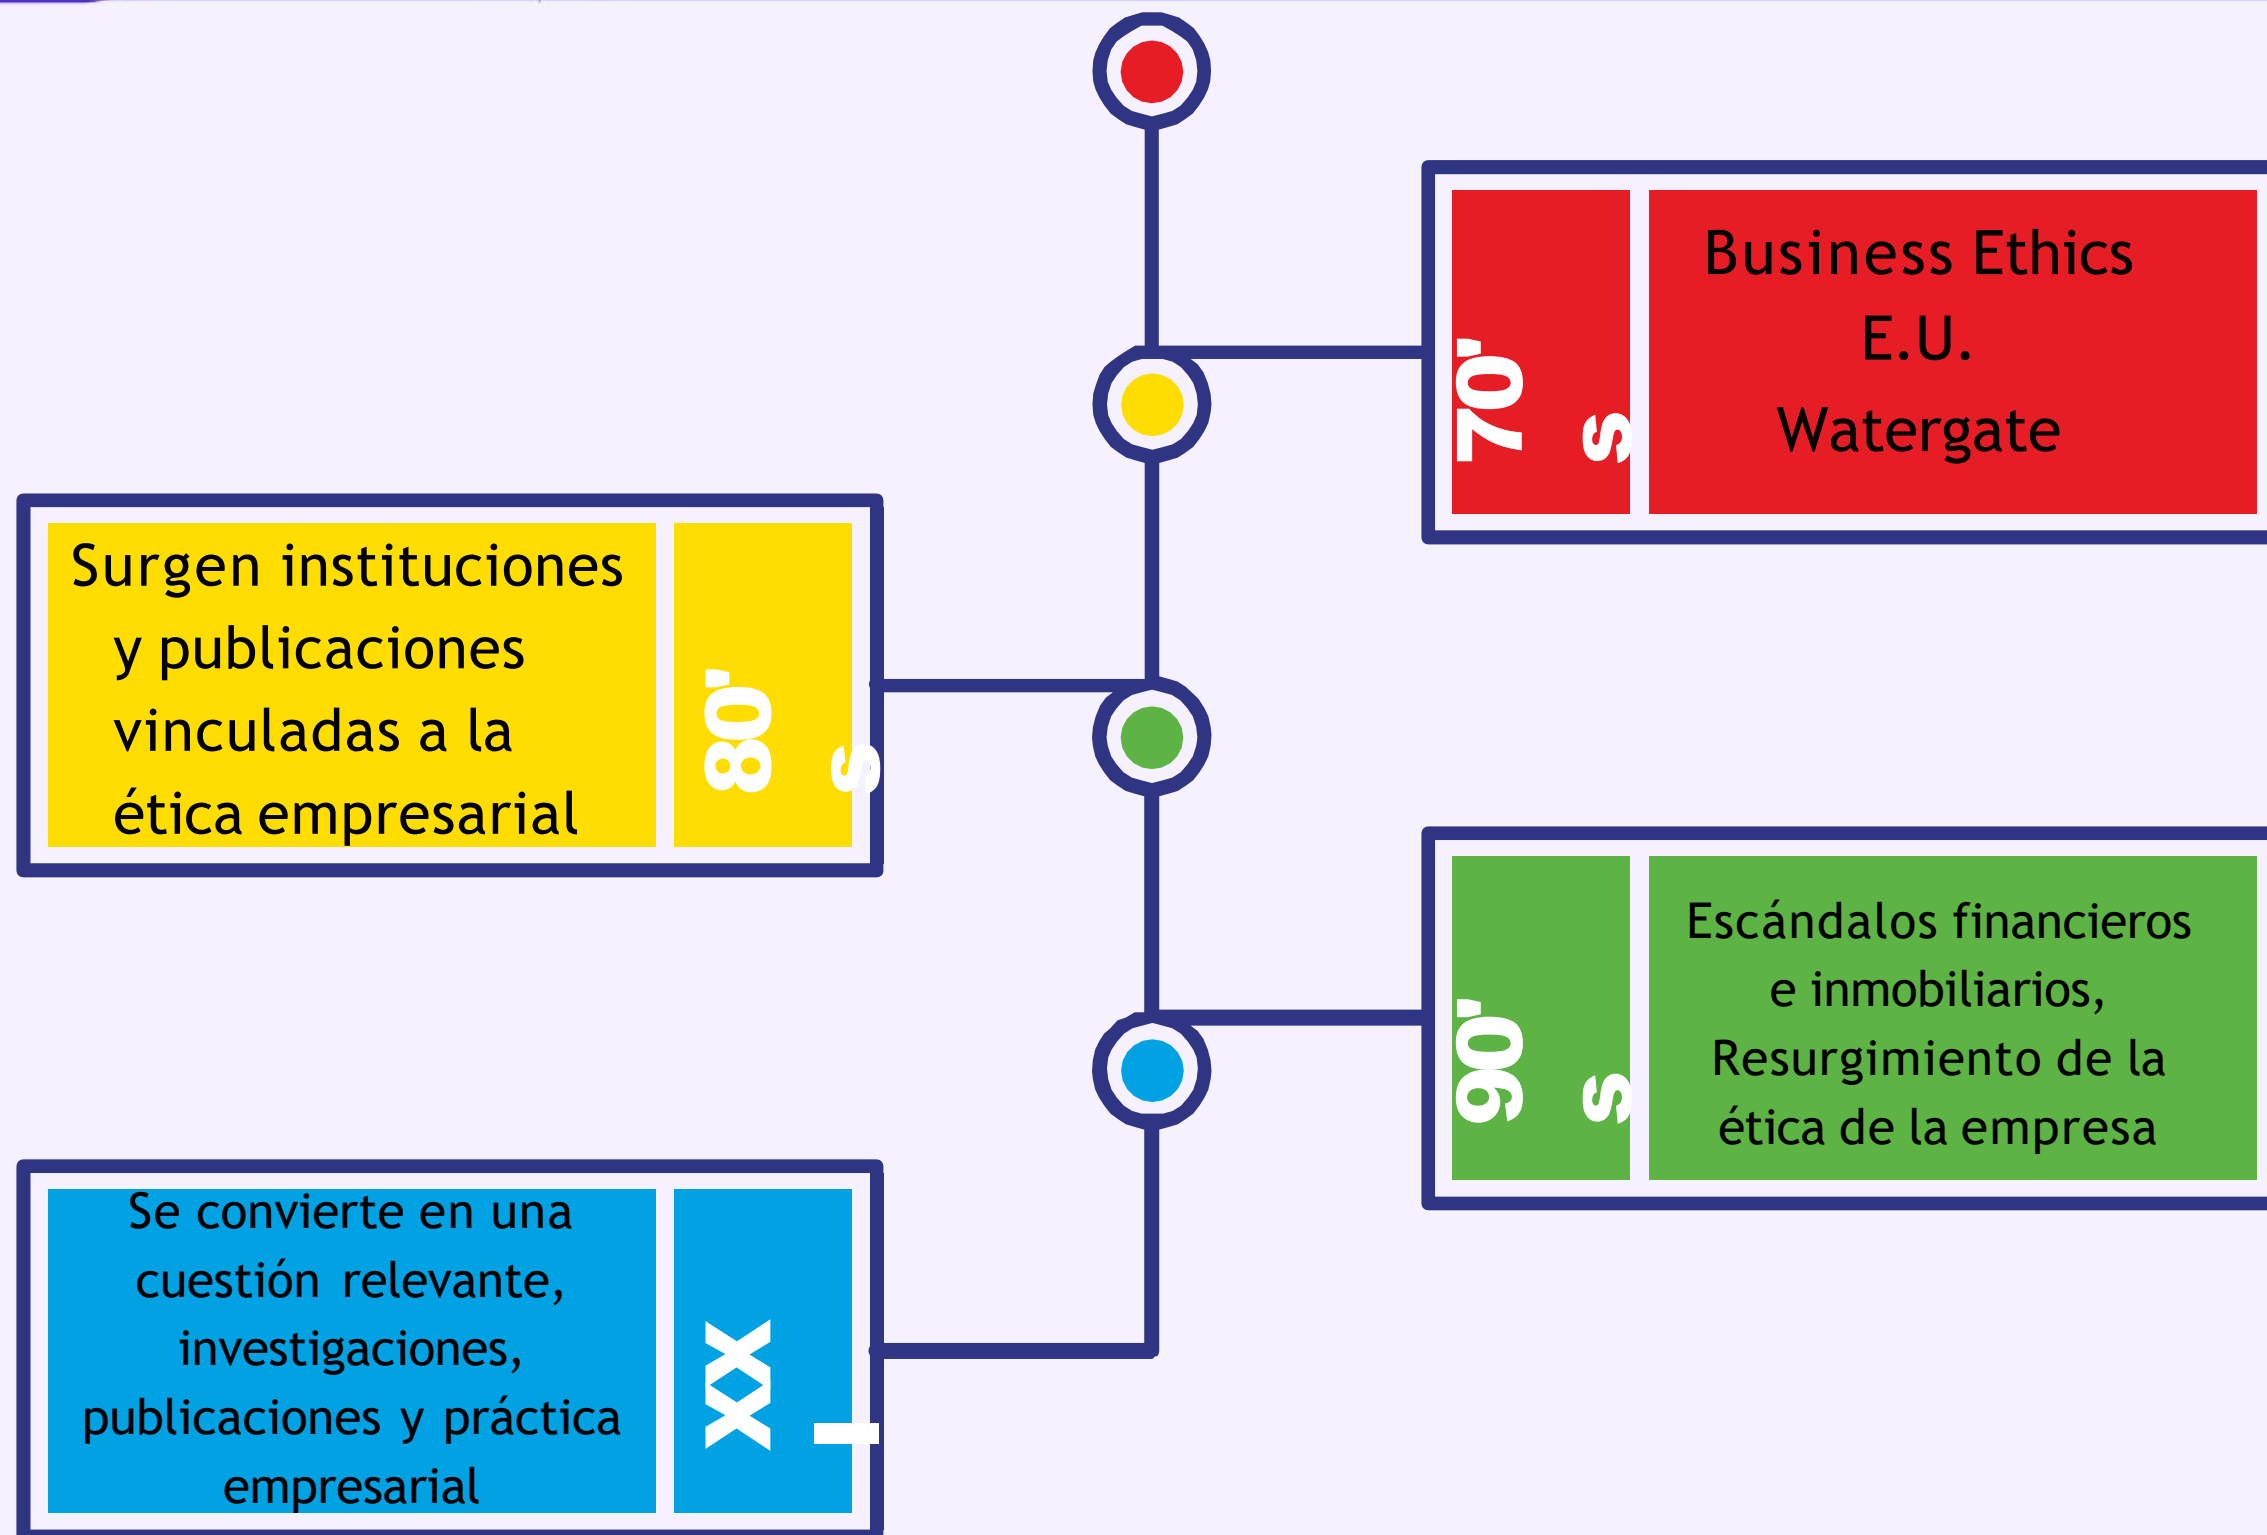 70'
s
Business Ethics
E.U.
Watergate
Surgen instituciones
y publicaciones
vinculadas a la
ética empresarial
80'
s
90'
s
Escándalos financieros
e inmobiliarios,
Resurgimiento de la
ética de la empresa
Se convierte en una
cuestión relevante,
investigaciones,
publicaciones y práctica
empresarial
XX
I